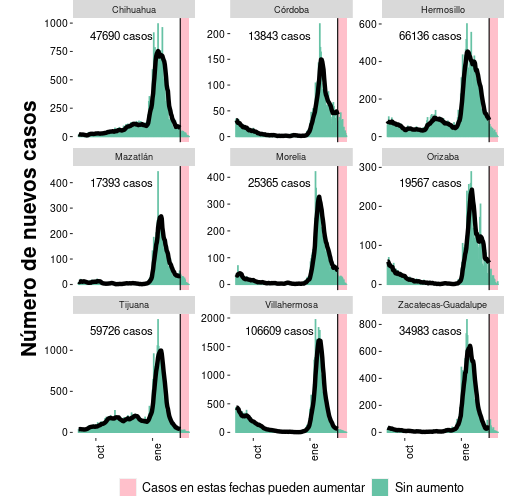 Chihuahua
Córdoba
Hermosillo
1000
750
500
250
0
47690 casos
200
150
100
50
0
13843 casos
600
400
200
0
66136 casos
Mazatlán
Morelia
Orizaba
400
300
200
100
0
17393 casos
400
300
200
100
0
25365 casos
300
200
100
0
19567 casos
Tijuana
Villahermosa
Zacatecas-Guadalupe
1000
500
0
59726 casos
2000
1500
1000
500
0
106609 casos
800
600
400
200
0
34983 casos
oct
ene
oct
ene
oct
ene
Número de nuevos casos
Casos en estas fechas pueden aumentar
Sin aumento